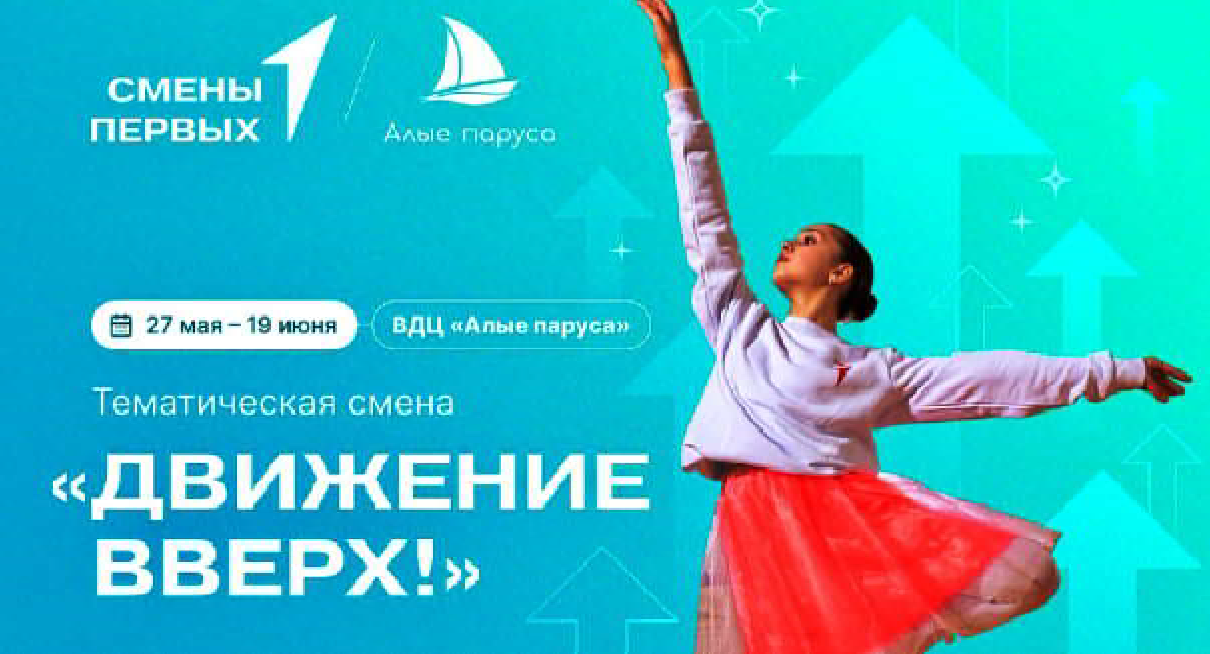 СМЕНЫ
ПЕРВЫХ
Алые паруса
27 мая – 19 июня
ВДЦ «Алые паруса»
Тематическая смена
«ДВИЖЕНИЕ
ВВЕРХ!»